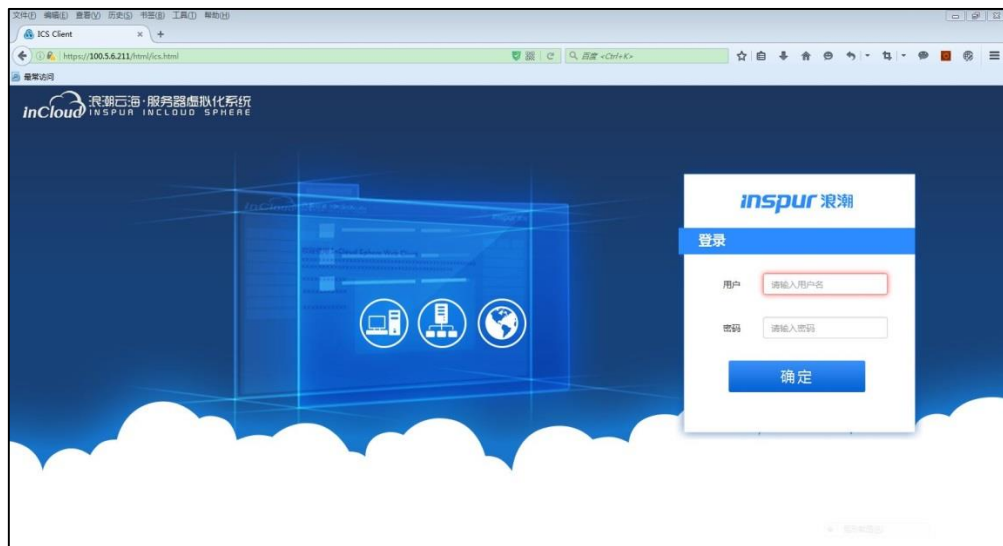 文件(F) 编辑(E) 查看(V) 历史(S) 书签(B) 工具(T) 帮助(H)
ICS Client
https://100.5.6.211/html/ics.html
百度 <Ctrl+K>
最常访问
inCloud 浪潮云海·服务器虚拟化系统
INSPUR INCLOUD SPHERE
inspur 浪潮
登录
用户 请输入用户名
密码 请输入密码
确定